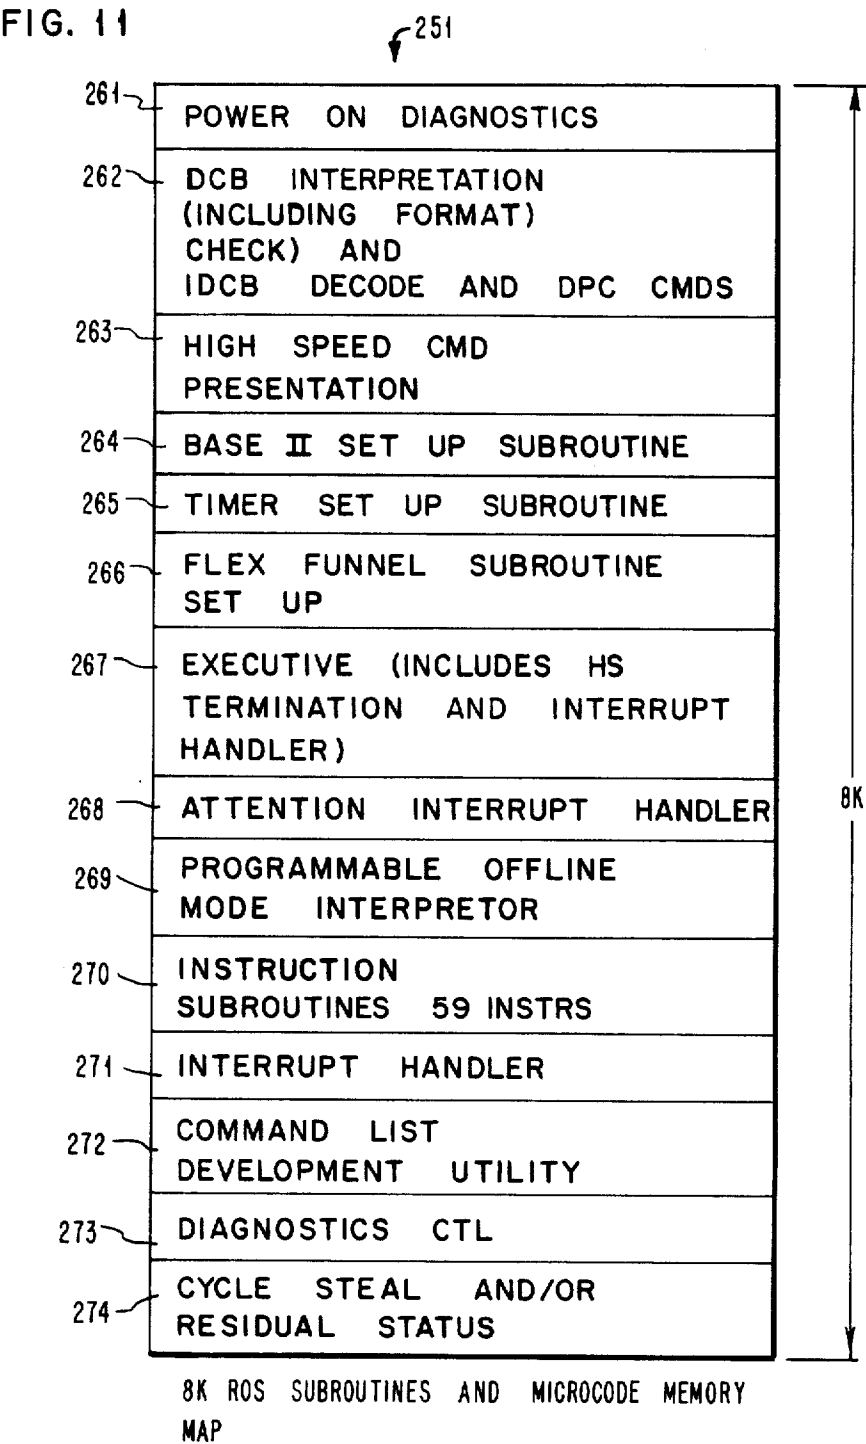 FIG. 11
251
261 POWER ON DIAGNOSTICS
262 DCB INTERPRETATION
(INCLUDING FORMAT)
CHECK) AND
IDCB DECODE AND DPC CMDS
263 HIGH SPEED CMD
PRESENTATION
264 BASE II SET UP SUBROUTINE
265 TIMER SET UP SUBROUTINE
266 FLEX FUNNEL SUBROUTINE
SET UP
267 EXECUTIVE (INCLUDES HS
TERMINATION AND INTERRUPT
HANDLER)
268 ATTENTION INTERRUPT HANDLER
8K
269 PROGRAMMABLE OFFLINE
MODE INTERPRETOR
270 INSTRUCTION
SUBROUTINES 59 INSTRS
271 INTERRUPT HANDLER
272 COMMAND LIST
DEVELOPMENT UTILITY
273 DIAGNOSTICS CTL
274 CYCLE STEAL AND/OR
RESIDUAL STATUS
8K ROS SUBROUTINES AND MICROCODE MEMORY
MAP